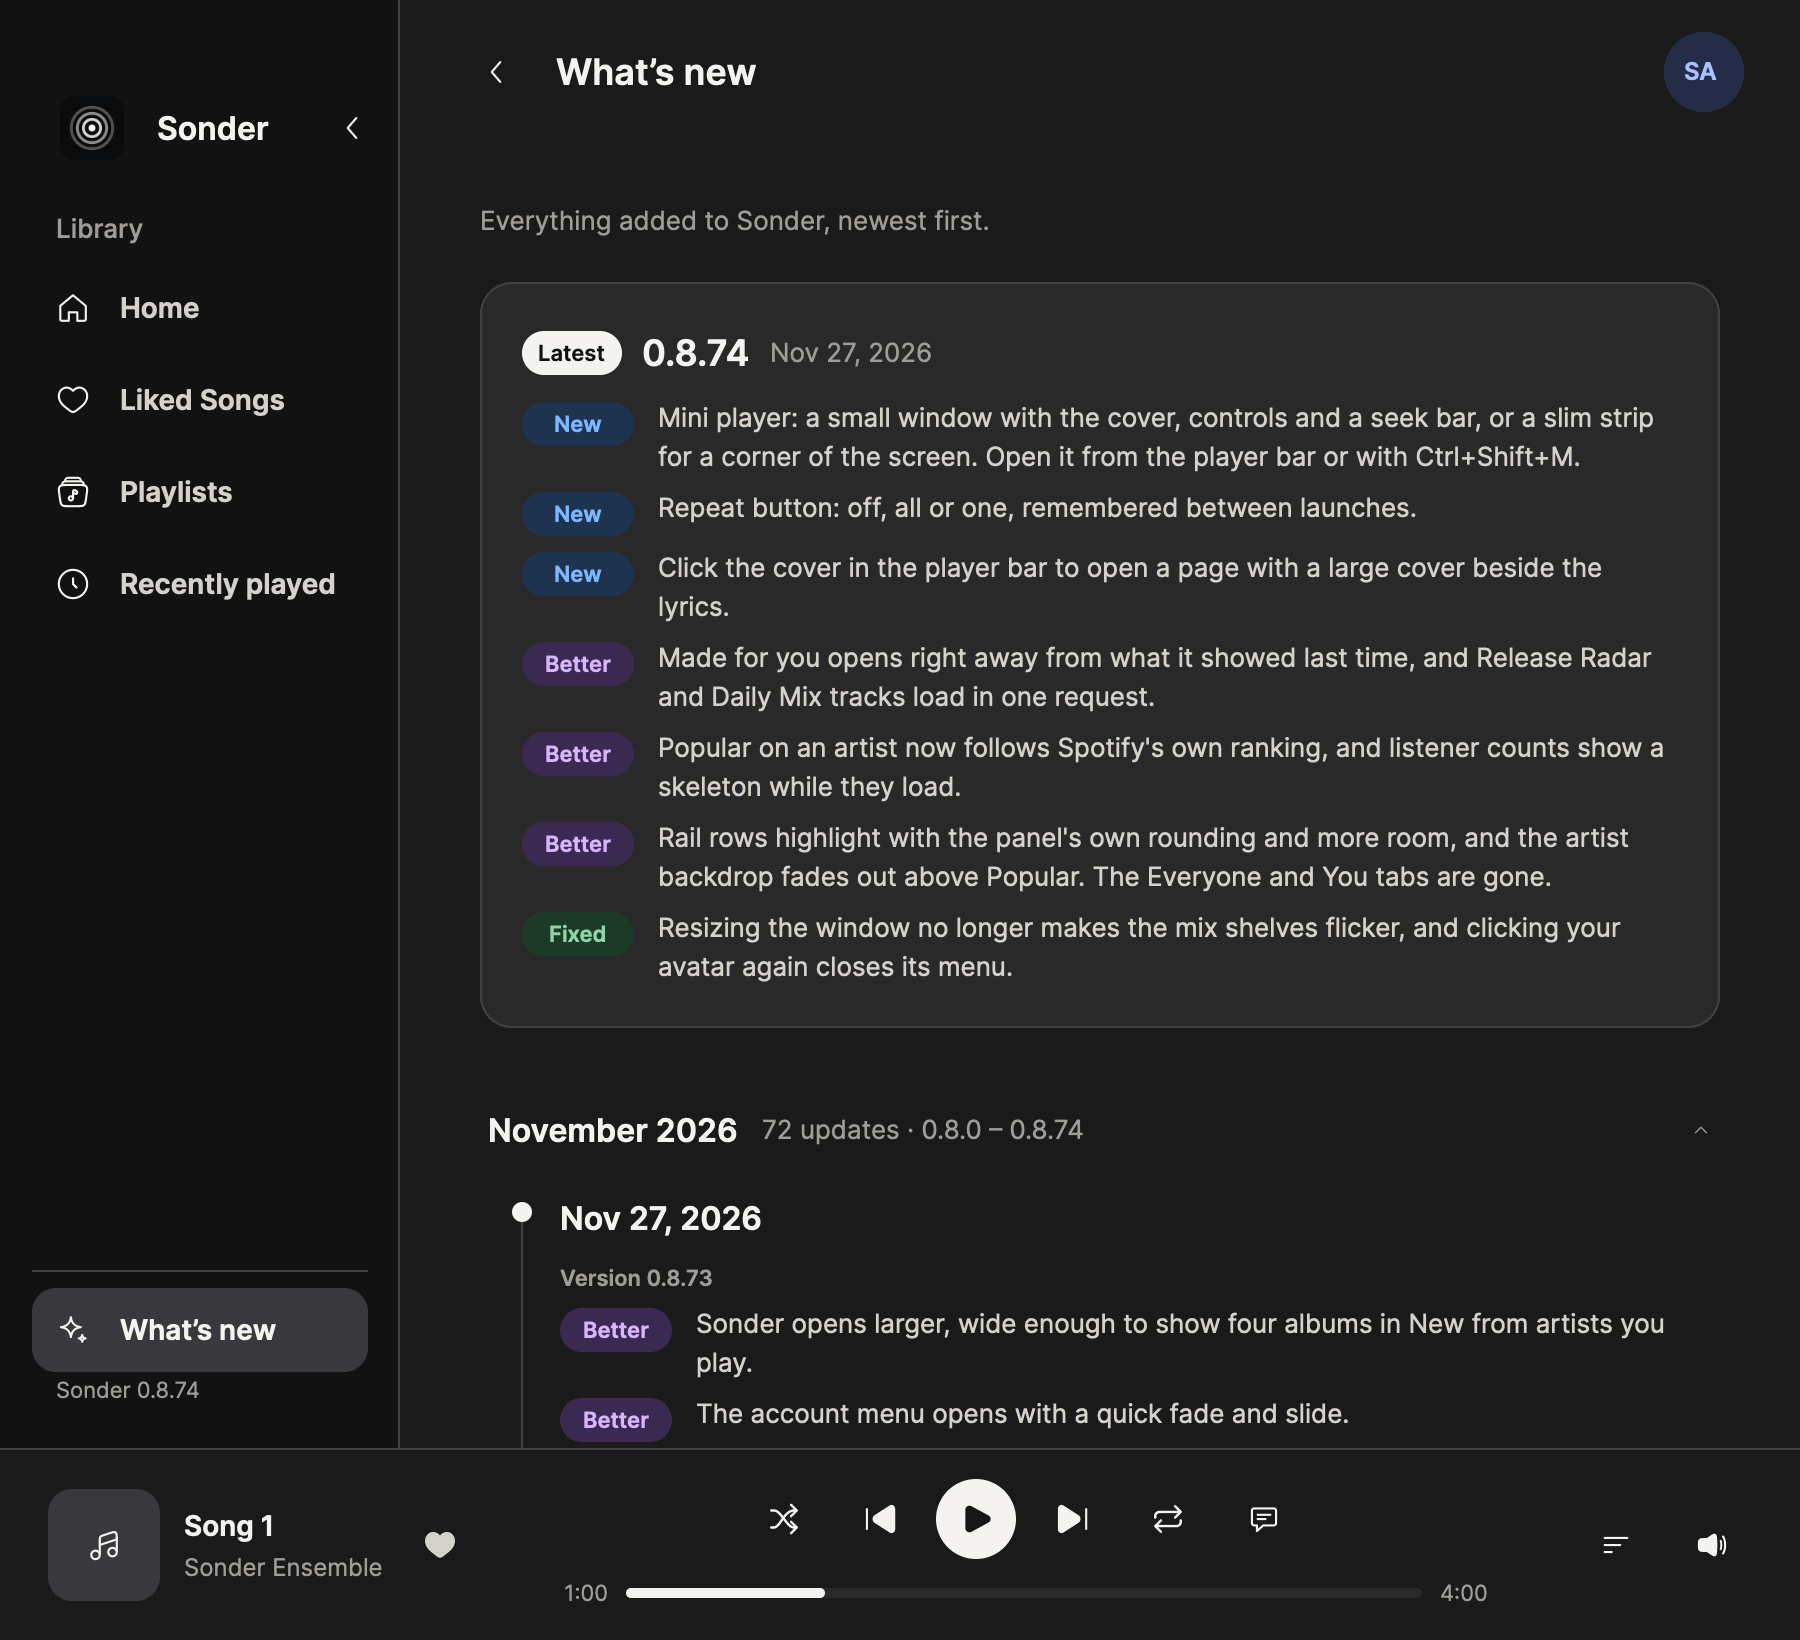 Sonder
Library
Home
Liked Songs
Playlists
Recently played
What’s new
Sonder 0.8.74
What’s new
SA
Everything added to Sonder, newest first.
Latest 0.8.74 Nov 27, 2026
New Mini player: a small window with the cover, controls and a seek bar, or a slim strip
for a corner of the screen. Open it from the player bar or with Ctrl+Shift+M.
New Repeat button: off, all or one, remembered between launches.
New Click the cover in the player bar to open a page with a large cover beside the
lyrics.
Better Made for you opens right away from what it showed last time, and Release Radar
and Daily Mix tracks load in one request.
Better Popular on an artist now follows Spotify's own ranking, and listener counts show a
skeleton while they load.
Better Rail rows highlight with the panel's own rounding and more room, and the artist
backdrop fades out above Popular. The Everyone and You tabs are gone.
Fixed Resizing the window no longer makes the mix shelves flicker, and clicking your
avatar again closes its menu.
November 2026 72 updates · 0.8.0 – 0.8.74
Nov 27, 2026
Version 0.8.73
Better Sonder opens larger, wide enough to show four albums in New from artists you
play.
Better The account menu opens with a quick fade and slide.
Song 1
Sonder Ensemble
1:00
4:00